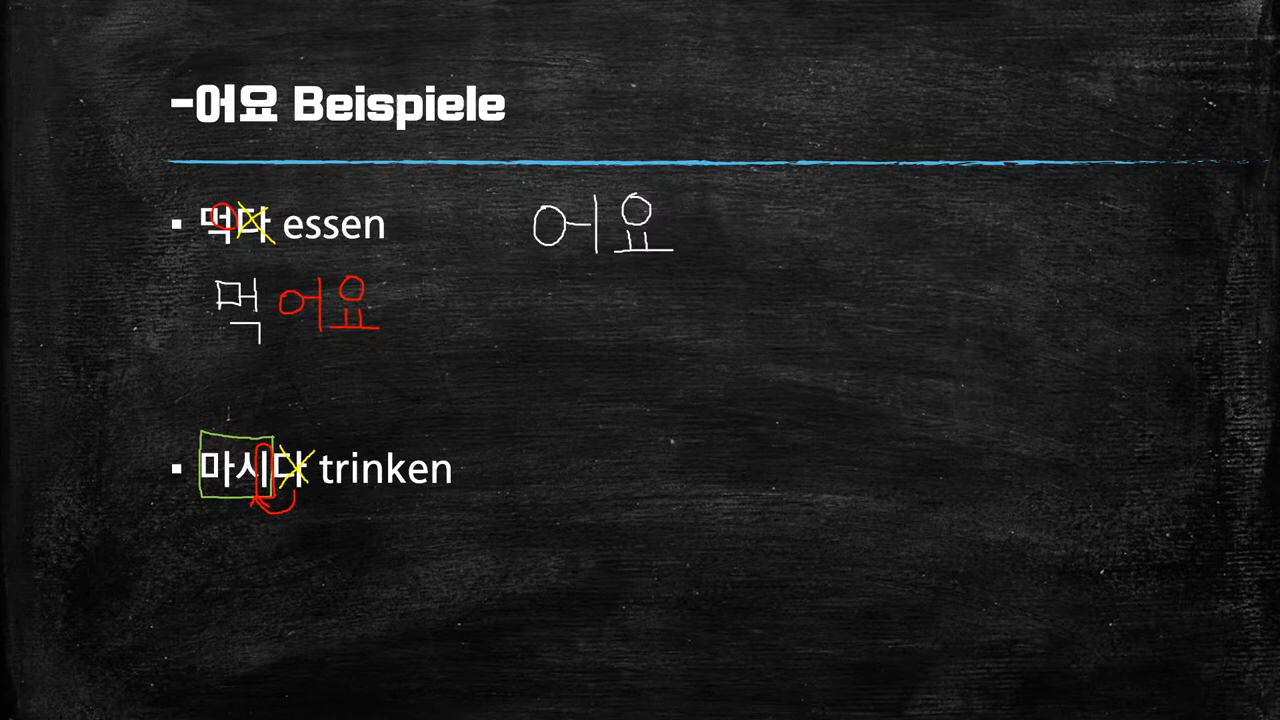 -어요 Beispiele
▪ 먹다 essen
어요
먹어요
▪ 마시다 trinken